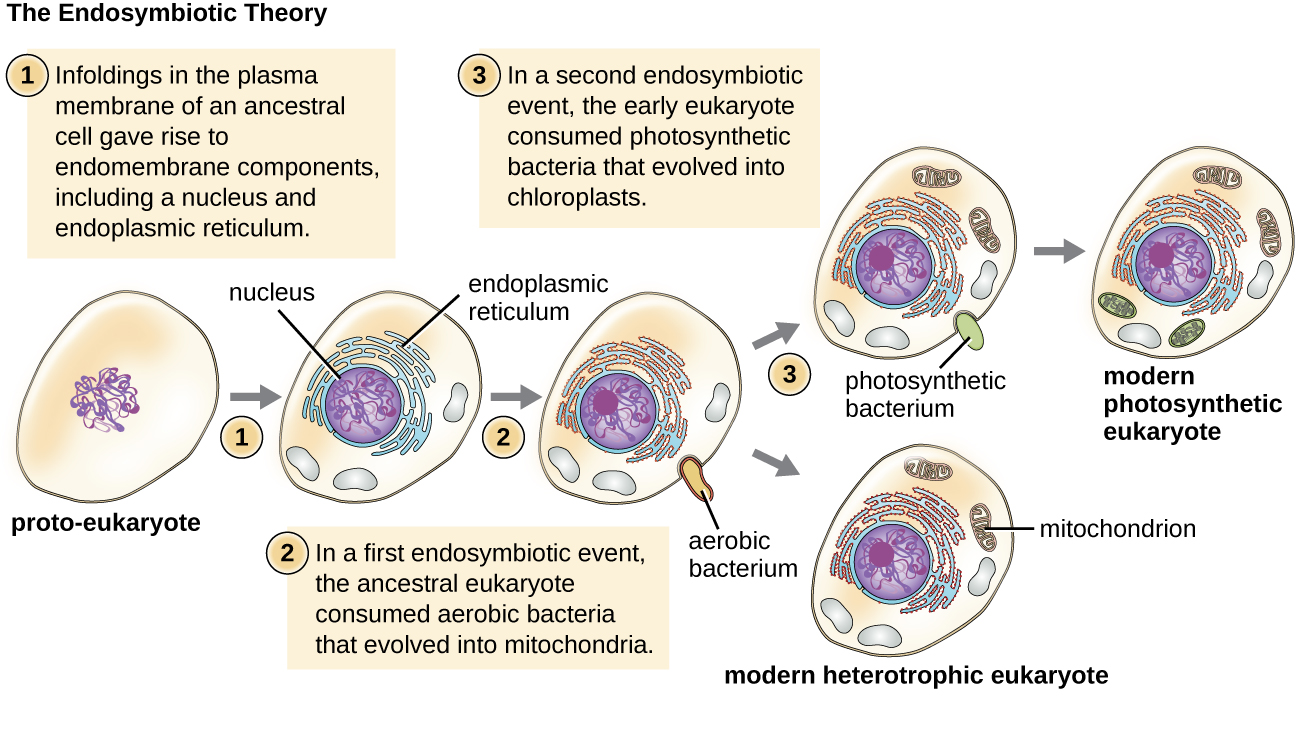 The Endosymbiotic Theory
1
Infoldings in the plasma
membrane of an ancestral
cell gave rise to
endomembrane components,
including a nucleus and
endoplasmic reticulum.
3
In a second endosymbiotic
event, the early eukaryote
consumed photosynthetic
bacteria that evolved into
chloroplasts.
nucleus
endoplasmic
reticulum
1
2
3
proto-eukaryote
photosynthetic
bacterium
modern
photosynthetic
eukaryote
2
In a first endosymbiotic event,
the ancestral eukaryote
consumed aerobic bacteria
that evolved into mitochondria.
aerobic
bacterium
mitochondrion
modern heterotrophic eukaryote